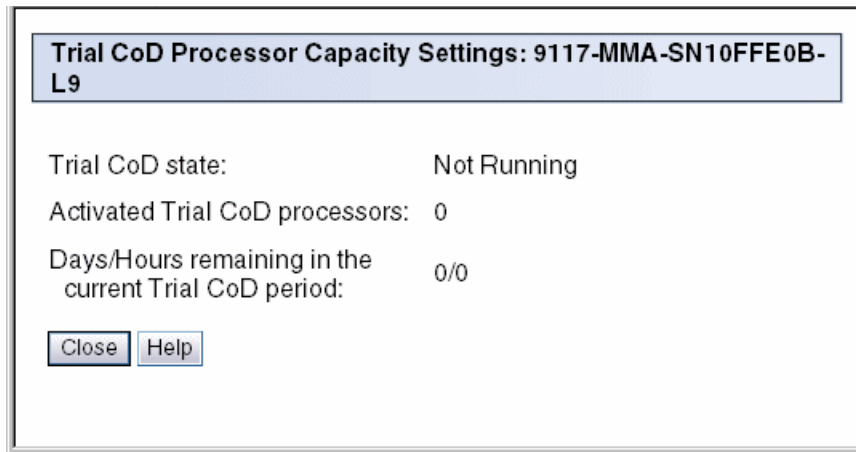 Trial CoD Processor Capacity Settings: 9117-MMA-SN10FFE0B-
L9
Trial CoD state: Not Running
Activated Trial CoD processors: 0
Days/Hours remaining in the
current Trial CoD period: 0/0
Close Help